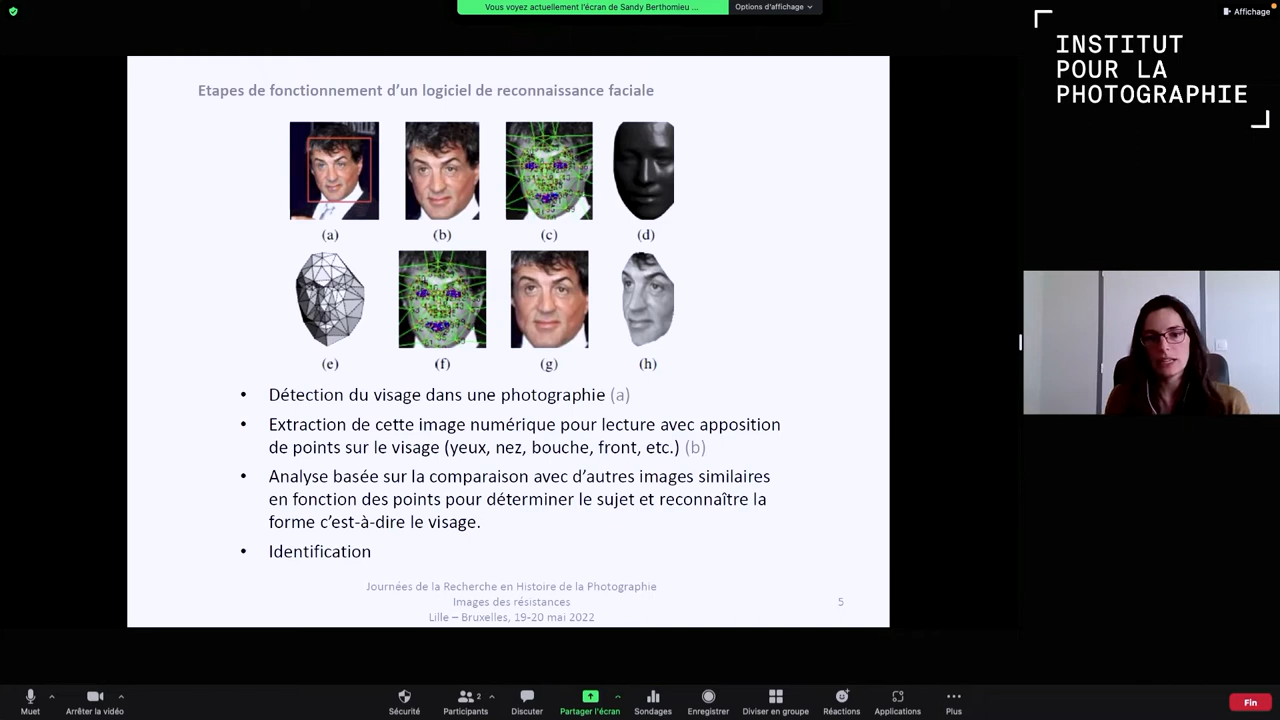 Vous voyez actuellement l'écran de Sandy Berthomieu ...
Options d'affichage
Affichage
INSTITUT
POUR LA
PHOTOGRAPHIE
Etapes de fonctionnement d'un logiciel de reconnaissance faciale
(a)
(b)
(c)
(d)
(e)
(f)
(g)
(h)
• Détection du visage dans une photographie (a)
• Extraction de cette image numérique pour lecture avec apposition
de points sur le visage (yeux, nez, bouche, front, etc.) (b)
• Analyse basée sur la comparaison avec d'autres images similaires
en fonction des points pour déterminer le sujet et reconnaître la
forme c'est-à-dire le visage.
• Identification
Journées de la Recherche en Histoire de la Photographie
Images des résistances
Lille – Bruxelles, 19-20 mai 2022
5
Muet
Arrêter la vidéo
Sécurité
2
Participants
Discuter
Partager l'écran
Sondages
Enregistrer
Diviser en groupe
Réactions
Applications
Plus
Fin